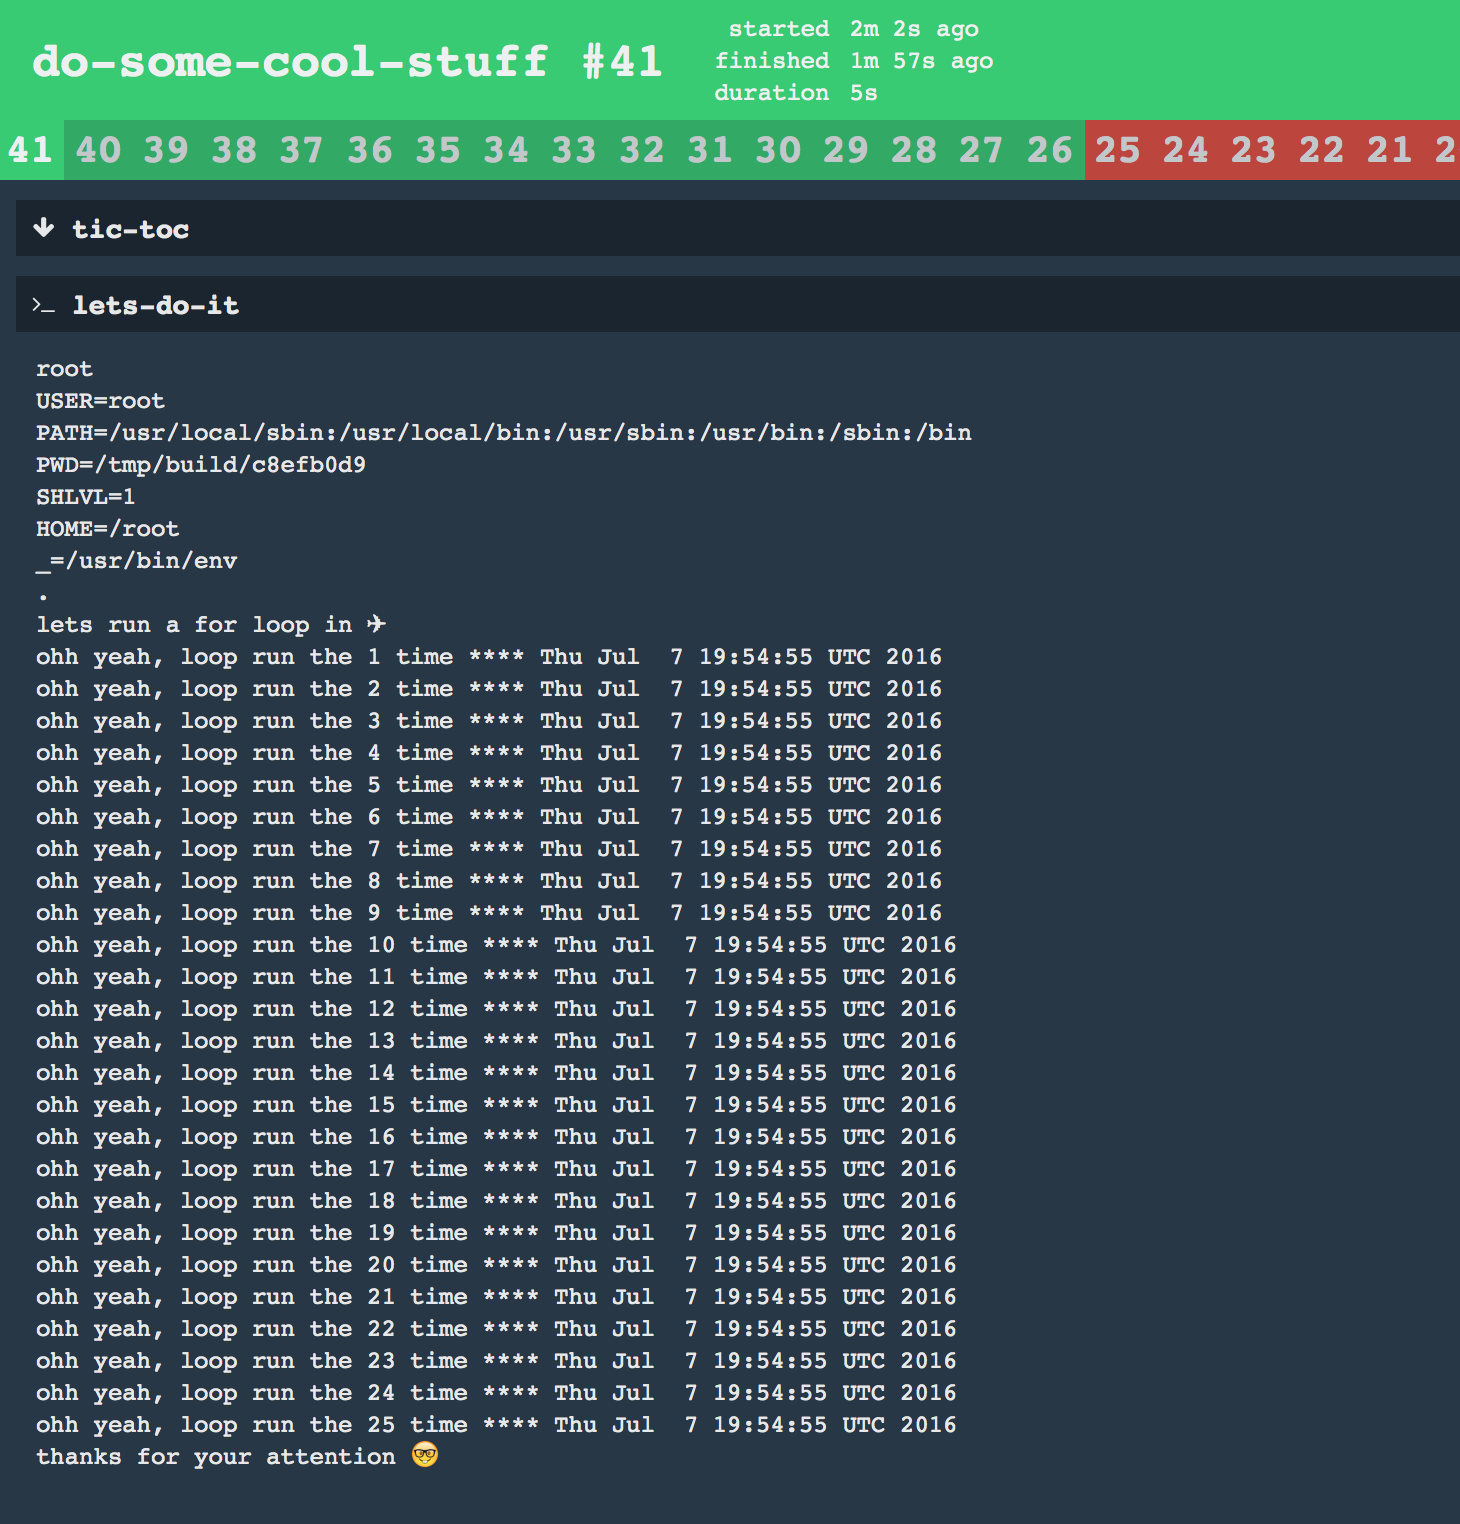 do-some-cool-stuff #41
started 2m 2s ago
finished 1m 57s ago
duration 5s
41 40 39 38 37 36 35 34 33 32 31 30 29 28 27 26 25 24 23 22 21 2
tic-toc
>_ lets-do-it
root
USER=root
PATH=/usr/local/sbin:/usr/local/bin:/usr/sbin:/usr/bin:/sbin:/bin
PWD=/tmp/build/c8efb0d9
SHLVL=1
HOME=/root
_=/usr/bin/env
.
lets run a for loop in ✈
ohh yeah, loop run the 1 time **** Thu Jul  7 19:54:55 UTC 2016
ohh yeah, loop run the 2 time **** Thu Jul  7 19:54:55 UTC 2016
ohh yeah, loop run the 3 time **** Thu Jul  7 19:54:55 UTC 2016
ohh yeah, loop run the 4 time **** Thu Jul  7 19:54:55 UTC 2016
ohh yeah, loop run the 5 time **** Thu Jul  7 19:54:55 UTC 2016
ohh yeah, loop run the 6 time **** Thu Jul  7 19:54:55 UTC 2016
ohh yeah, loop run the 7 time **** Thu Jul  7 19:54:55 UTC 2016
ohh yeah, loop run the 8 time **** Thu Jul  7 19:54:55 UTC 2016
ohh yeah, loop run the 9 time **** Thu Jul  7 19:54:55 UTC 2016
ohh yeah, loop run the 10 time **** Thu Jul  7 19:54:55 UTC 2016
ohh yeah, loop run the 11 time **** Thu Jul  7 19:54:55 UTC 2016
ohh yeah, loop run the 12 time **** Thu Jul  7 19:54:55 UTC 2016
ohh yeah, loop run the 13 time **** Thu Jul  7 19:54:55 UTC 2016
ohh yeah, loop run the 14 time **** Thu Jul  7 19:54:55 UTC 2016
ohh yeah, loop run the 15 time **** Thu Jul  7 19:54:55 UTC 2016
ohh yeah, loop run the 16 time **** Thu Jul  7 19:54:55 UTC 2016
ohh yeah, loop run the 17 time **** Thu Jul  7 19:54:55 UTC 2016
ohh yeah, loop run the 18 time **** Thu Jul  7 19:54:55 UTC 2016
ohh yeah, loop run the 19 time **** Thu Jul  7 19:54:55 UTC 2016
ohh yeah, loop run the 20 time **** Thu Jul  7 19:54:55 UTC 2016
ohh yeah, loop run the 21 time **** Thu Jul  7 19:54:55 UTC 2016
ohh yeah, loop run the 22 time **** Thu Jul  7 19:54:55 UTC 2016
ohh yeah, loop run the 23 time **** Thu Jul  7 19:54:55 UTC 2016
ohh yeah, loop run the 24 time **** Thu Jul  7 19:54:55 UTC 2016
ohh yeah, loop run the 25 time **** Thu Jul  7 19:54:55 UTC 2016
thanks for your attention 🤓